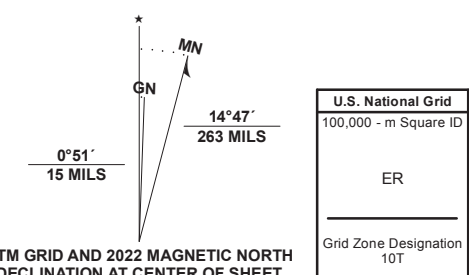 ★
MN
GN
14°47´
263 MILS
0°51´
15 MILS
TM GRID AND 2022 MAGNETIC NORTH
DECLINATION AT CENTER OF SHEET
U.S. National Grid
100,000 - m Square ID
ER
Grid Zone Designation
10T